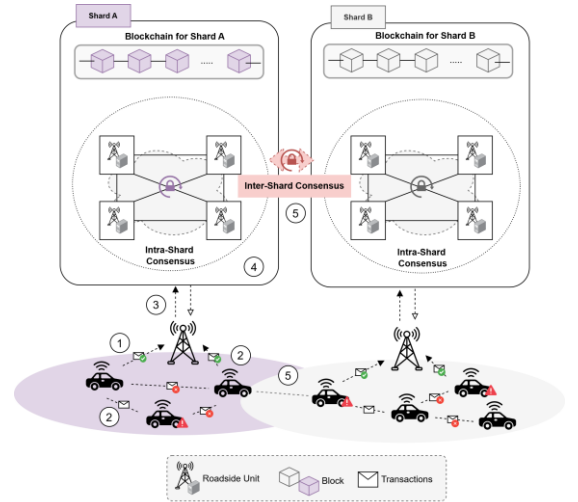 Shard A
Shard B
Blockchain for Shard A
Blockchain for Shard B
.....
.....
Inter-Shard Consensus
5
Intra-Shard
Consensus
4
Intra-Shard
Consensus
3
1
2
5
2
Roadside Unit
Block
Transactions